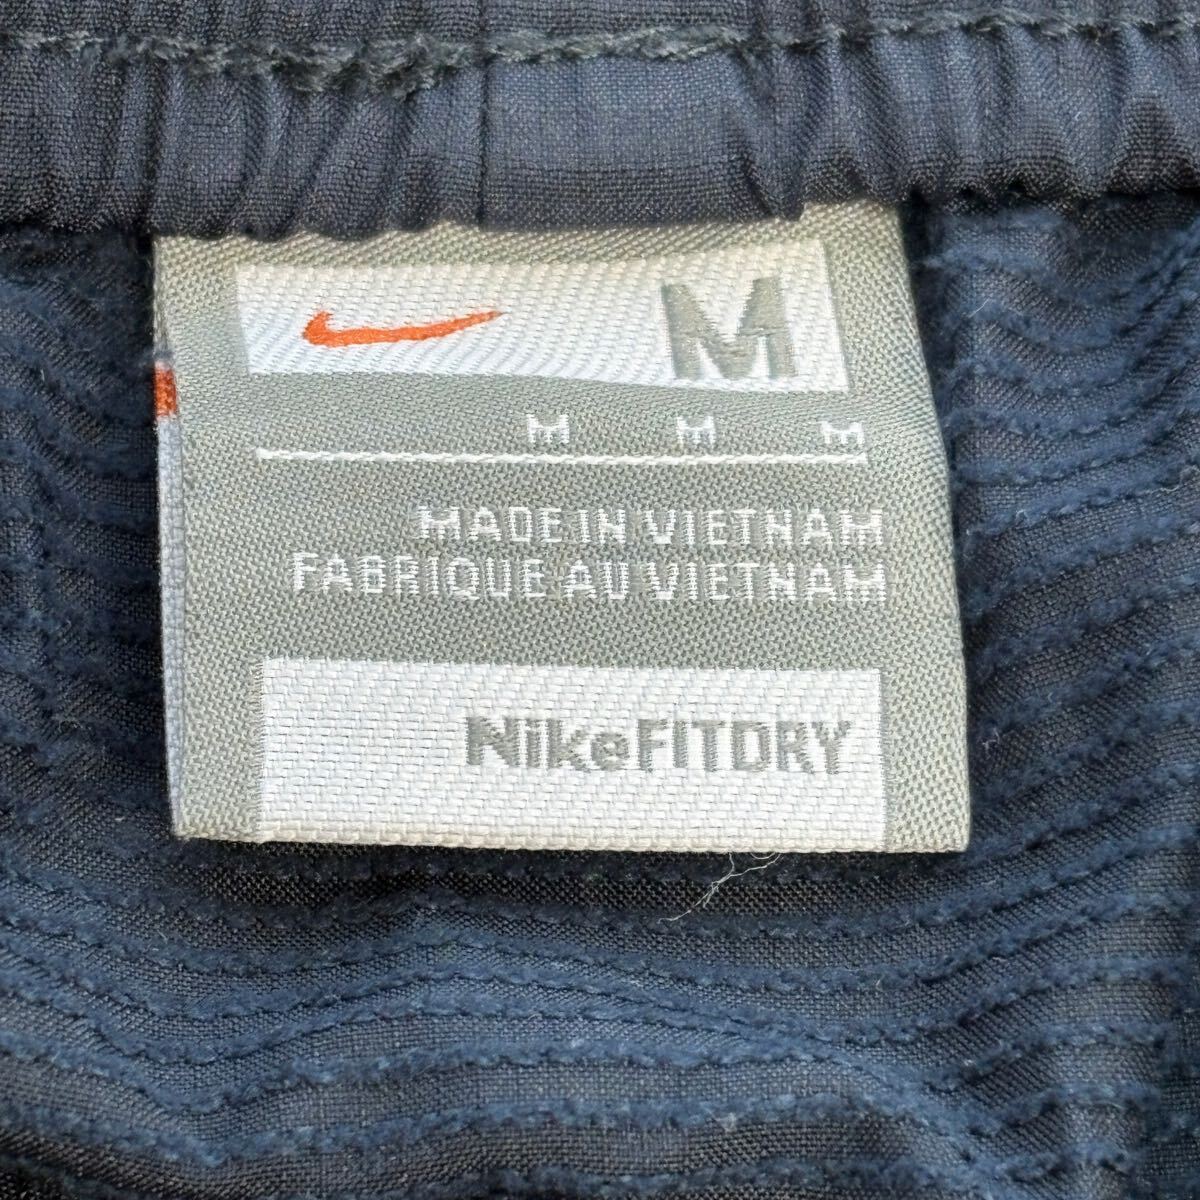 M
M M M
MADE IN VIETNAM
FABRIQUE AU VIETNAM
NikeFITDRY